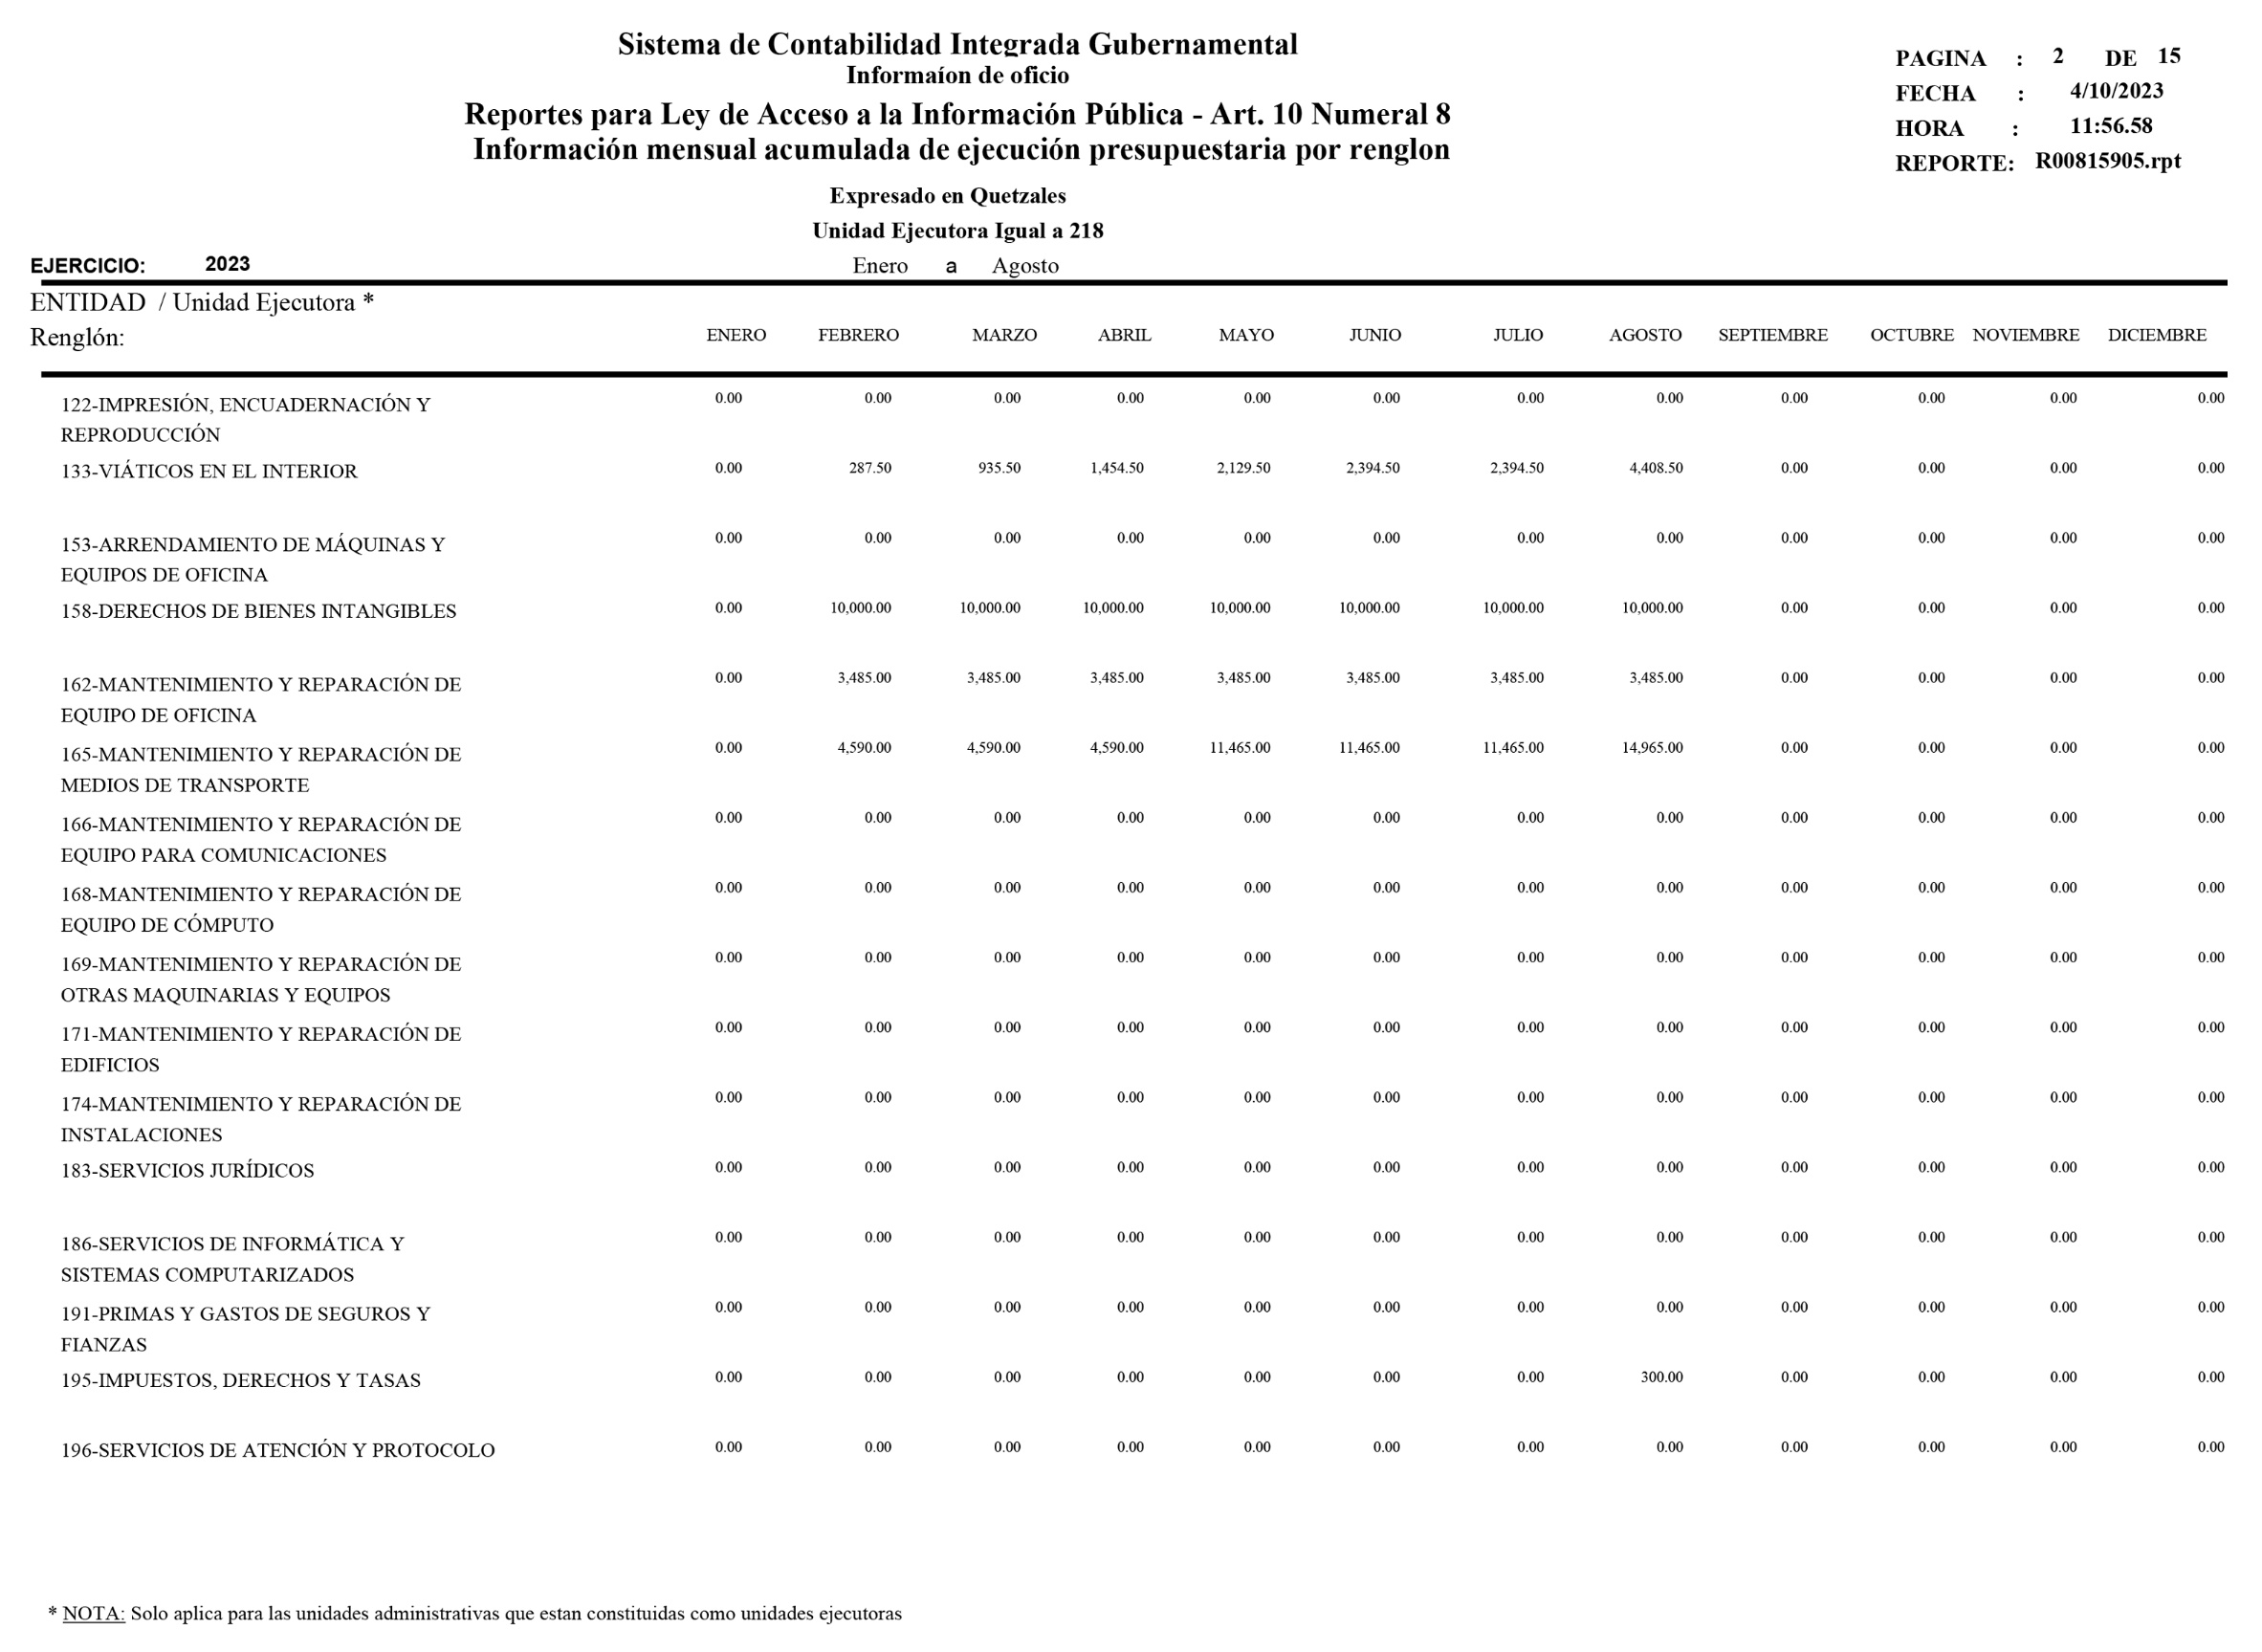 Sistema de Contabilidad Integrada Gubernamental
Informaíon de oficio
Reportes para Ley de Acceso a la Información Pública - Art. 10 Numeral 8
Información mensual acumulada de ejecución presupuestaria por renglon
Expresado en Quetzales
Unidad Ejecutora Igual a 218
PAGINA : 2 DE 15
FECHA : 4/10/2023
HORA : 11:56.58
REPORTE: R00815905.rpt
EJERCICIO: 2023 Enero a Agosto
ENTIDAD / Unidad Ejecutora *
Renglón: ENERO FEBRERO MARZO ABRIL MAYO JUNIO JULIO AGOSTO SEPTIEMBRE OCTUBRE NOVIEMBRE DICIEMBRE
122-IMPRESIÓN, ENCUADERNACIÓN Y 0.00 0.00 0.00 0.00 0.00 0.00 0.00 0.00 0.00 0.00 0.00 0.00
REPRODUCCIÓN
133-VIÁTICOS EN EL INTERIOR 0.00 287.50 935.50 1,454.50 2,129.50 2,394.50 2,394.50 4,408.50 0.00 0.00 0.00 0.00
153-ARRENDAMIENTO DE MÁQUINAS Y 0.00 0.00 0.00 0.00 0.00 0.00 0.00 0.00 0.00 0.00 0.00 0.00
EQUIPOS DE OFICINA
158-DERECHOS DE BIENES INTANGIBLES 0.00 10,000.00 10,000.00 10,000.00 10,000.00 10,000.00 10,000.00 10,000.00 0.00 0.00 0.00 0.00
162-MANTENIMIENTO Y REPARACIÓN DE 0.00 3,485.00 3,485.00 3,485.00 3,485.00 3,485.00 3,485.00 3,485.00 0.00 0.00 0.00 0.00
EQUIPO DE OFICINA
165-MANTENIMIENTO Y REPARACIÓN DE 0.00 4,590.00 4,590.00 4,590.00 11,465.00 11,465.00 11,465.00 14,965.00 0.00 0.00 0.00 0.00
MEDIOS DE TRANSPORTE
166-MANTENIMIENTO Y REPARACIÓN DE 0.00 0.00 0.00 0.00 0.00 0.00 0.00 0.00 0.00 0.00 0.00 0.00
EQUIPO PARA COMUNICACIONES
168-MANTENIMIENTO Y REPARACIÓN DE 0.00 0.00 0.00 0.00 0.00 0.00 0.00 0.00 0.00 0.00 0.00 0.00
EQUIPO DE CÓMPUTO
169-MANTENIMIENTO Y REPARACIÓN DE 0.00 0.00 0.00 0.00 0.00 0.00 0.00 0.00 0.00 0.00 0.00 0.00
OTRAS MAQUINARIAS Y EQUIPOS
171-MANTENIMIENTO Y REPARACIÓN DE 0.00 0.00 0.00 0.00 0.00 0.00 0.00 0.00 0.00 0.00 0.00 0.00
EDIFICIOS
174-MANTENIMIENTO Y REPARACIÓN DE 0.00 0.00 0.00 0.00 0.00 0.00 0.00 0.00 0.00 0.00 0.00 0.00
INSTALACIONES
183-SERVICIOS JURÍDICOS 0.00 0.00 0.00 0.00 0.00 0.00 0.00 0.00 0.00 0.00 0.00 0.00
186-SERVICIOS DE INFORMÁTICA Y 0.00 0.00 0.00 0.00 0.00 0.00 0.00 0.00 0.00 0.00 0.00 0.00
SISTEMAS COMPUTARIZADOS
191-PRIMAS Y GASTOS DE SEGUROS Y 0.00 0.00 0.00 0.00 0.00 0.00 0.00 0.00 0.00 0.00 0.00 0.00
FIANZAS
195-IMPUESTOS, DERECHOS Y TASAS 0.00 0.00 0.00 0.00 0.00 0.00 0.00 300.00 0.00 0.00 0.00 0.00
196-SERVICIOS DE ATENCIÓN Y PROTOCOLO 0.00 0.00 0.00 0.00 0.00 0.00 0.00 0.00 0.00 0.00 0.00 0.00
* NOTA: Solo aplica para las unidades administrativas que estan constituidas como unidades ejecutoras